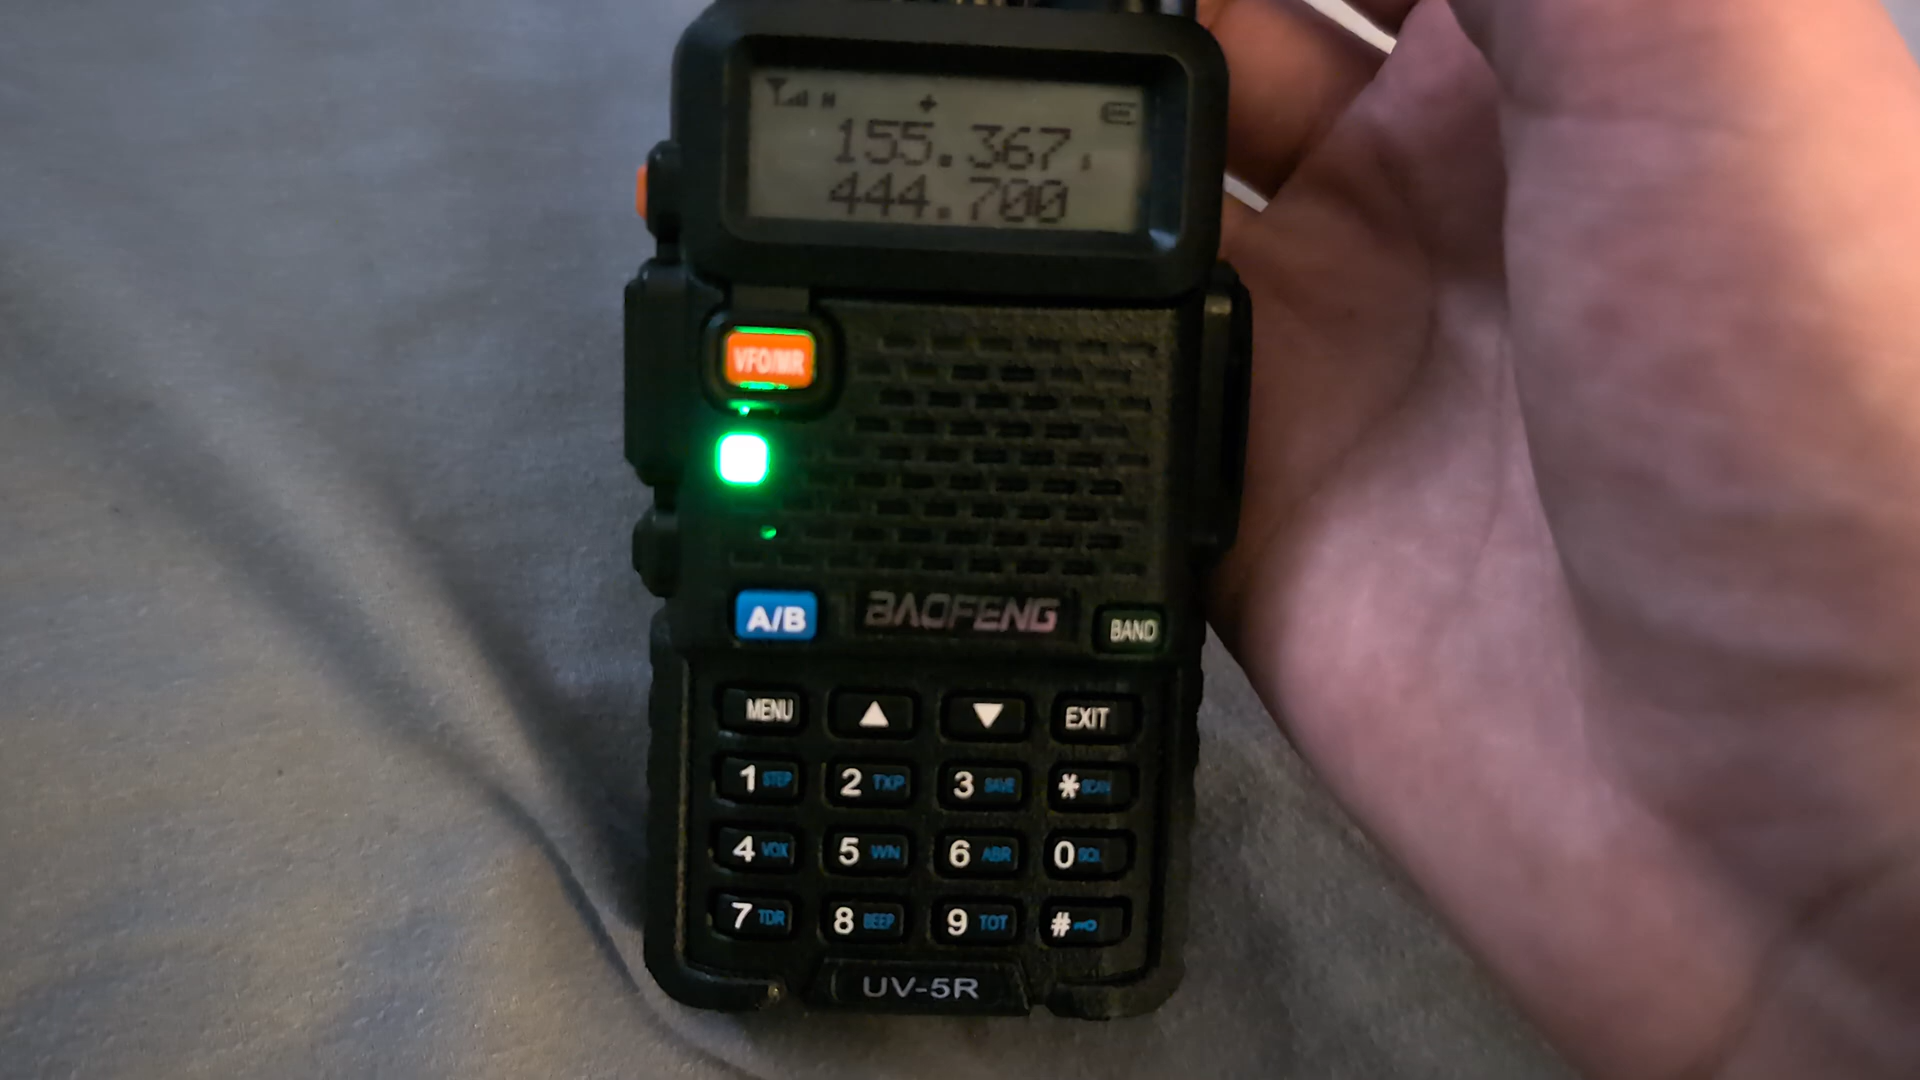 N +
155.367
444.700
VFO/MR
A/B BAOFENG BAND
MENU ▲ ▼ EXIT
1 STEP 2 TXP 3 SAVE * SCAN
4 VOX 5 WN 6 ABR 0 SQL
7 TDR 8 BEEP 9 TOT #
UV-5R